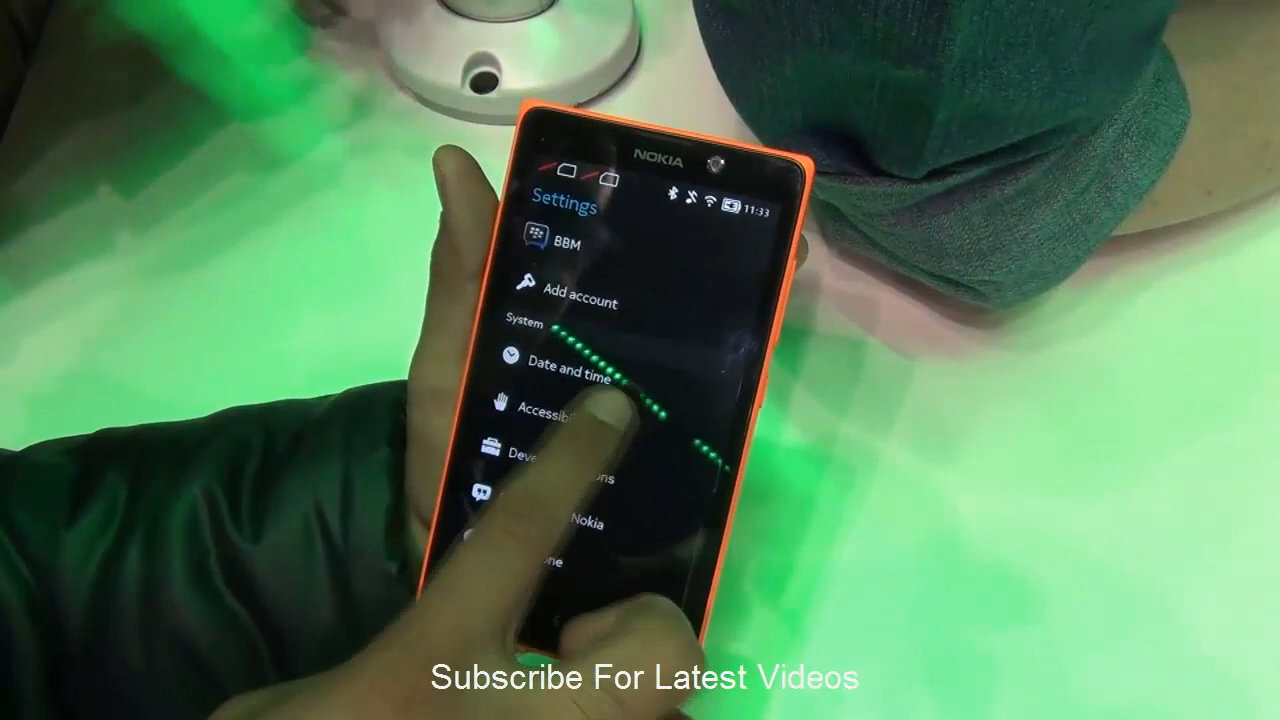 NOKIA
11:33
Settings
BBM
Add account
System
Date and time
Nokia
Subscribe For Latest Videos